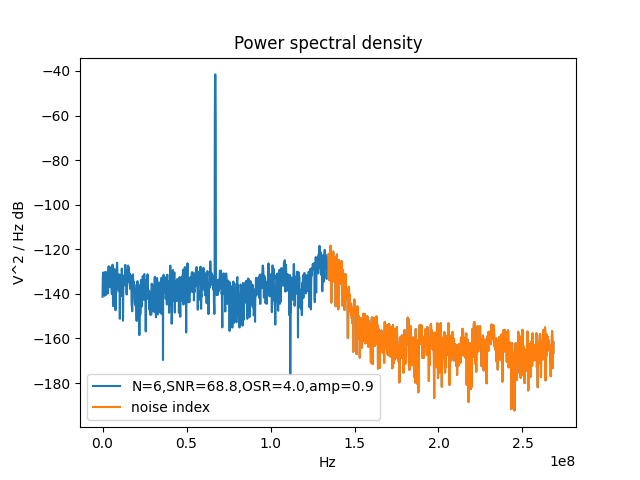 Power spectral density
V^2 / Hz dB
−40
−60
−80
−100
−120
−140
−160
−180
N=6,SNR=68.8,OSR=4.0,amp=0.9
noise index
0.0 0.5 1.0 1.5 2.0 2.5
Hz
1e8